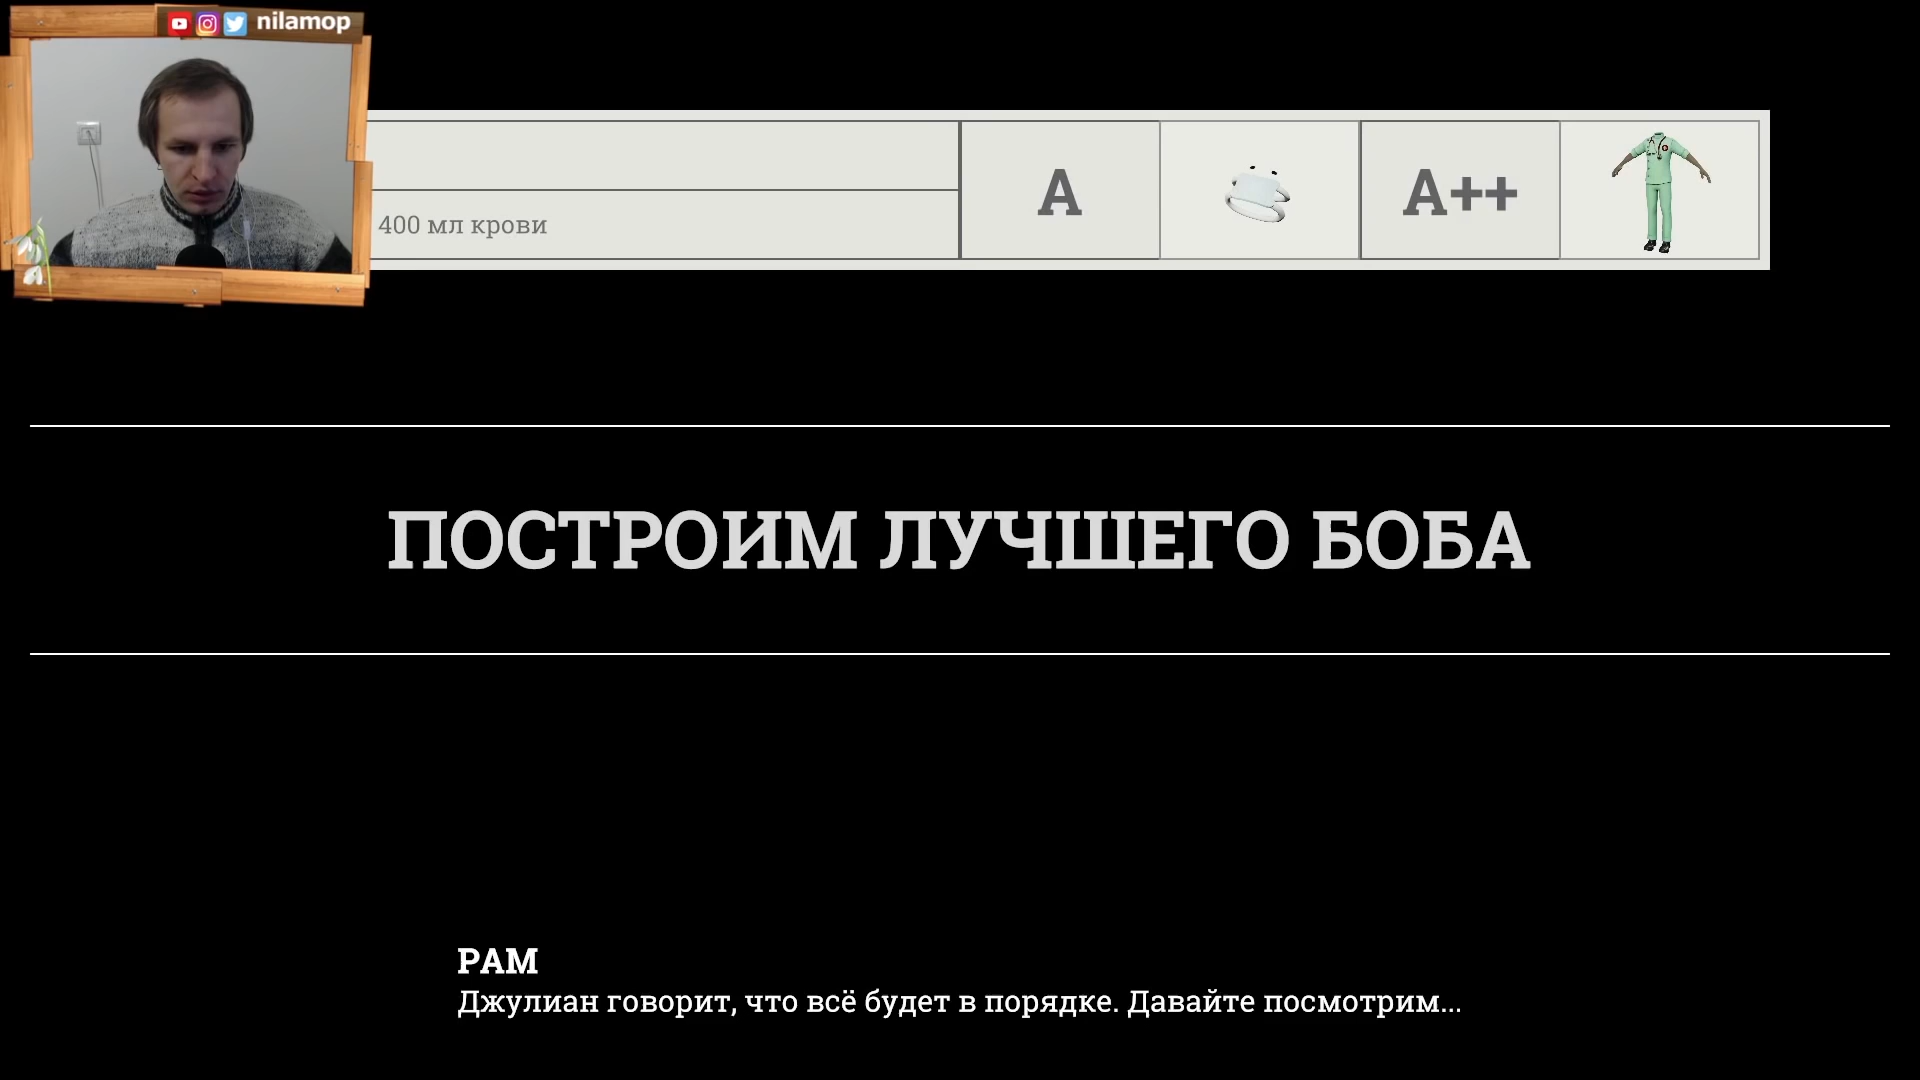 nilamop
400 мл крови
A
A++
ПОСТРОИМ ЛУЧШЕГО БОБА
РАМ
Джулиан говорит, что всё будет в порядке. Давайте посмотрим...